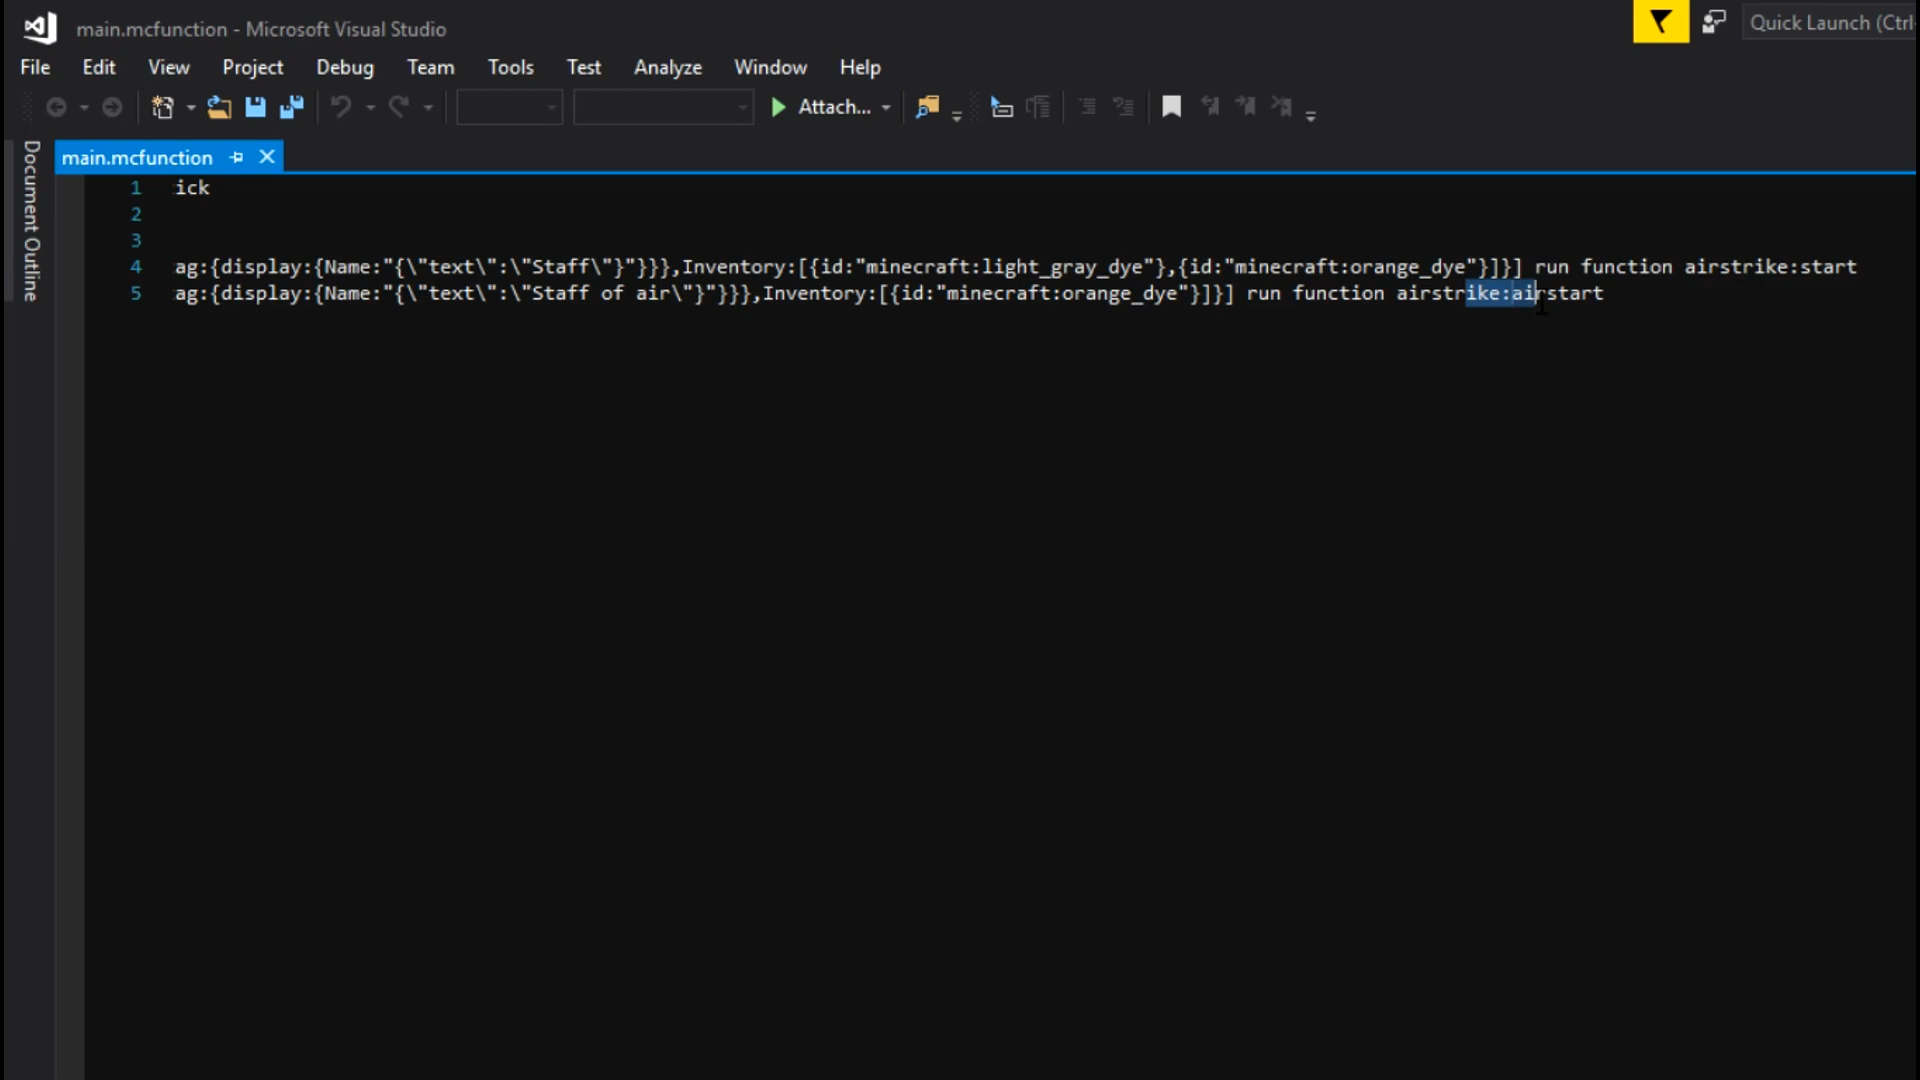 main.mcfunction - Microsoft Visual Studio
Quick Launch (Ctrl
File Edit View Project Debug Team Tools Test Analyze Window Help
Attach...
Document Outline
main.mcfunction
1 ick
2
3
4 ag:{display:{Name:"{\"text\":\"Staff\"}"}}},Inventory:[{id:"minecraft:light_gray_dye"},{id:"minecraft:orange_dye"}]}] run function airstrike:start
5 ag:{display:{Name:"{\"text\":\"Staff of air\"}"}}},Inventory:[{id:"minecraft:orange_dye"}]}] run function airstrike:airstart